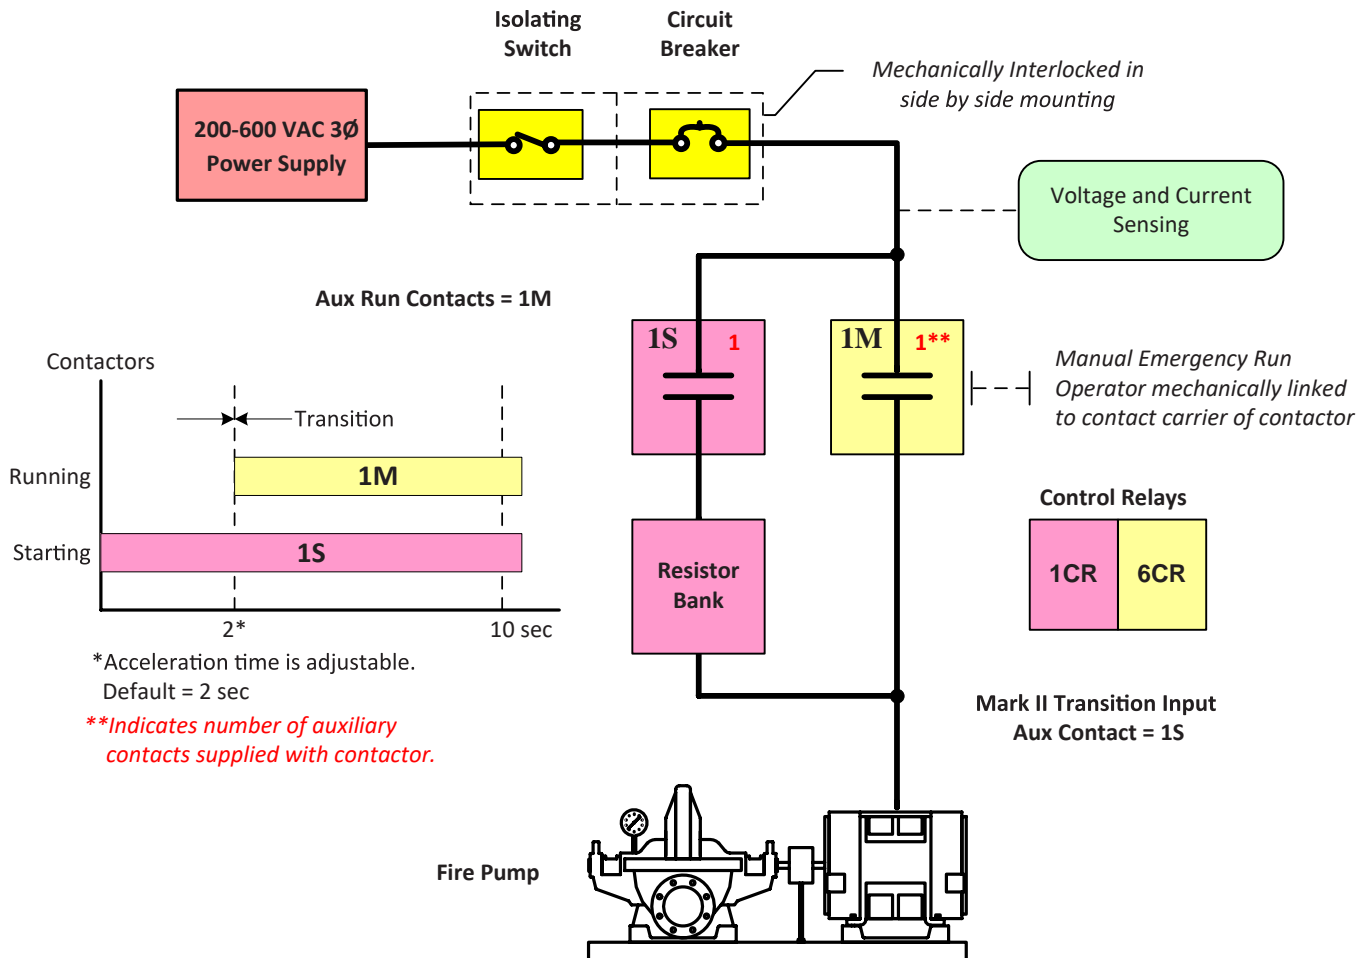 Isolating
Switch
Circuit
Breaker
Mechanically Interlocked in
side by side mounting
200-600 VAC 3Ø
Power Supply
Voltage and Current
Sensing
Aux Run Contacts = 1M
1S 1
1M 1**
Manual Emergency Run
Operator mechanically linked
to contact carrier of contactor
Contactors
Transition
Running
1M
Starting
1S
2*
10 sec
*Acceleration time is adjustable.
Default = 2 sec
**Indicates number of auxiliary
contacts supplied with contactor.
Resistor
Bank
Control Relays
1CR
6CR
Mark II Transition Input
Aux Contact = 1S
Fire Pump